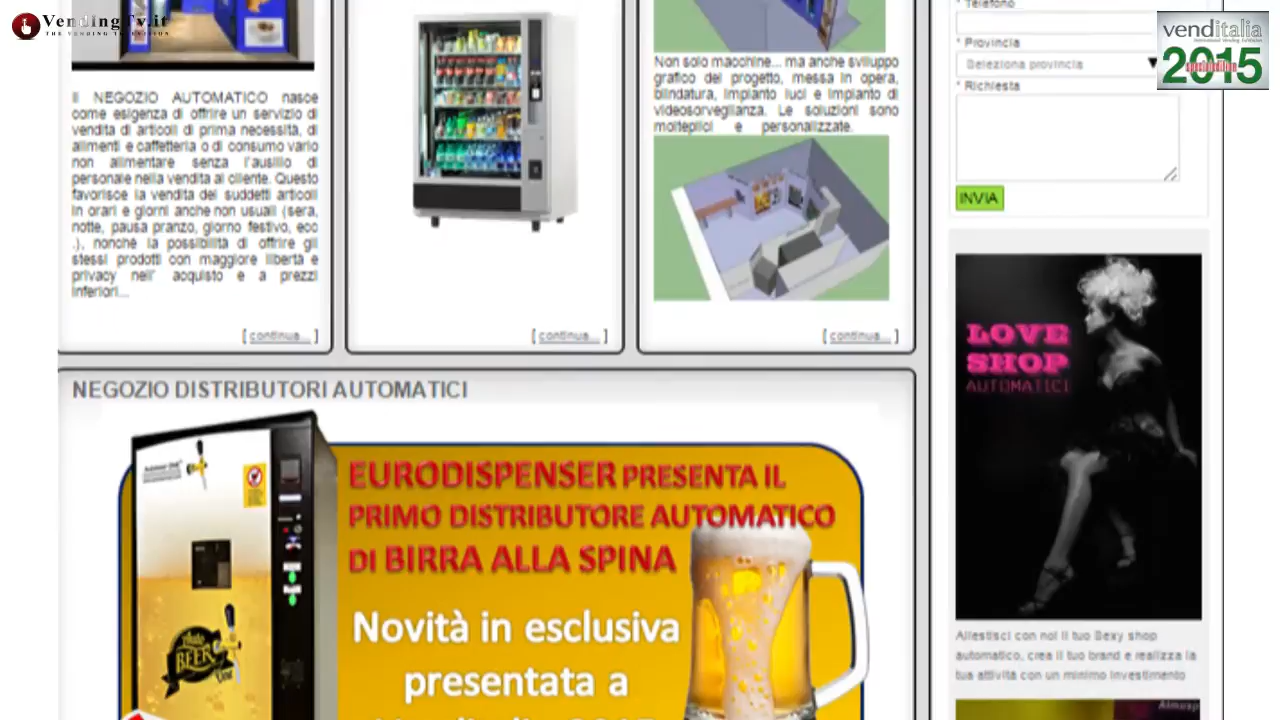 VendingTv.it
THE VENDING TELEVISION
Il NEGOZIO AUTOMATICO nasce
come esigenza di offrire un servizio di
vendita di articoli di prima necessità, di
alimenti e caffetteria o di consumo vario
non alimentare senza l'ausilio di
personale nella vendita al cliente. Questo
favorisce la vendita dei suddetti articoli
in orari e giorni anche non usuali (sera,
notte, pausa pranzo, giorno festivo, ecc
.), nonchè la possibilità di offrire gli
stessi prodotti con maggiore libertà e
privacy nell' acquisto e a prezzi
inferiori...
[ continua... ]
[ continua... ]
Non solo macchine... ma anche sviluppo
grafico del progetto, messa in opera,
blindatura, impianto luci e impianto di
videosorveglianza. Le soluzioni sono
molteplici e personalizzate.
[ continua... ]
NEGOZIO DISTRIBUTORI AUTOMATICI
EURODISPENSER PRESENTA IL
PRIMO DISTRIBUTORE AUTOMATICO
DI BIRRA ALLA SPINA
Novità in esclusiva
presentata a
Auto
BEER
One
* Telefono
* Provincia
Seleziona provincia
* Richiesta
INVIA
venditalia
2015
LOVE
SHOP
AUTOMATICI
Allestisci con noi il tuo Sexy shop
automatico, crea il tuo brand e realizza la
tua attività con un minimo investimento